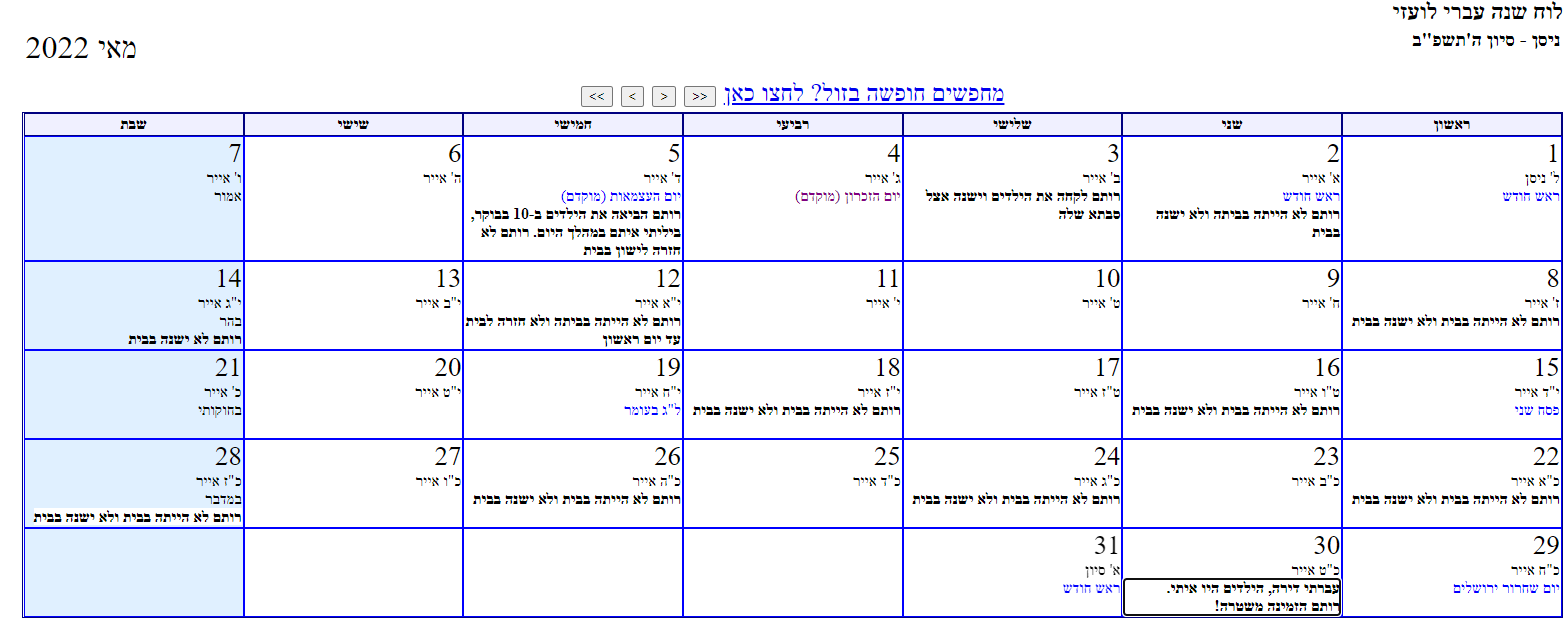 לוח שנה עברי לועזי
ניסן - סיון ה'תשפ"ב
מאי 2022
מחפשים חופשה בזול? לחצו כאן
>> > < <<
ראשון
שני
שלישי
רביעי
חמישי
שישי
שבת
1
ל' ניסן
ראש חודש
2
א' אייר
ראש חודש
רותם לא הייתה בביתה ולא ישנה
בבית
3
ב' אייר
רותם לקחה את הילדים וישנה אצל
סבתא שלה
4
ג' אייר
יום הזכרון (מוקדם)
5
ד' אייר
יום העצמאות (מוקדם)
רותם הביאה את הילדים ב-10 בבוקר,
ביליתי איתם במהלך היום. רותם לא
חזרה לישון בבית
6
ה' אייר
7
ו' אייר
אמור
8
ז' אייר
רותם לא הייתה בבית ולא ישנה בבית
9
ח' אייר
10
ט' אייר
11
י' אייר
12
י"א אייר
רותם לא הייתה בביתה ולא חזרה לבית
עד יום ראשון
13
י"ב אייר
14
י"ג אייר
בהר
רותם לא ישנה בבית
15
י"ד אייר
פסח שני
16
ט"ו אייר
רותם לא הייתה בבית ולא ישנה בבית
17
ט"ז אייר
18
י"ז אייר
רותם לא הייתה בבית ולא ישנה בבית
19
י"ח אייר
ל"ג בעומר
20
י"ט אייר
21
כ' אייר
בחוקותי
22
כ"א אייר
רותם לא הייתה בבית ולא ישנה בבית
23
כ"ב אייר
24
כ"ג אייר
רותם לא הייתה בבית ולא ישנה בבית
25
כ"ד אייר
26
כ"ה אייר
רותם לא הייתה בבית ולא ישנה בבית
27
כ"ו אייר
28
כ"ז אייר
במדבר
רותם לא הייתה בבית ולא ישנה בבית
29
כ"ח אייר
יום שחרור ירושלים
30
כ"ט אייר
עברתי דירה, הילדים היו איתי.
רותם הזמינה משטרה!
31
א' סיון
ראש חודש